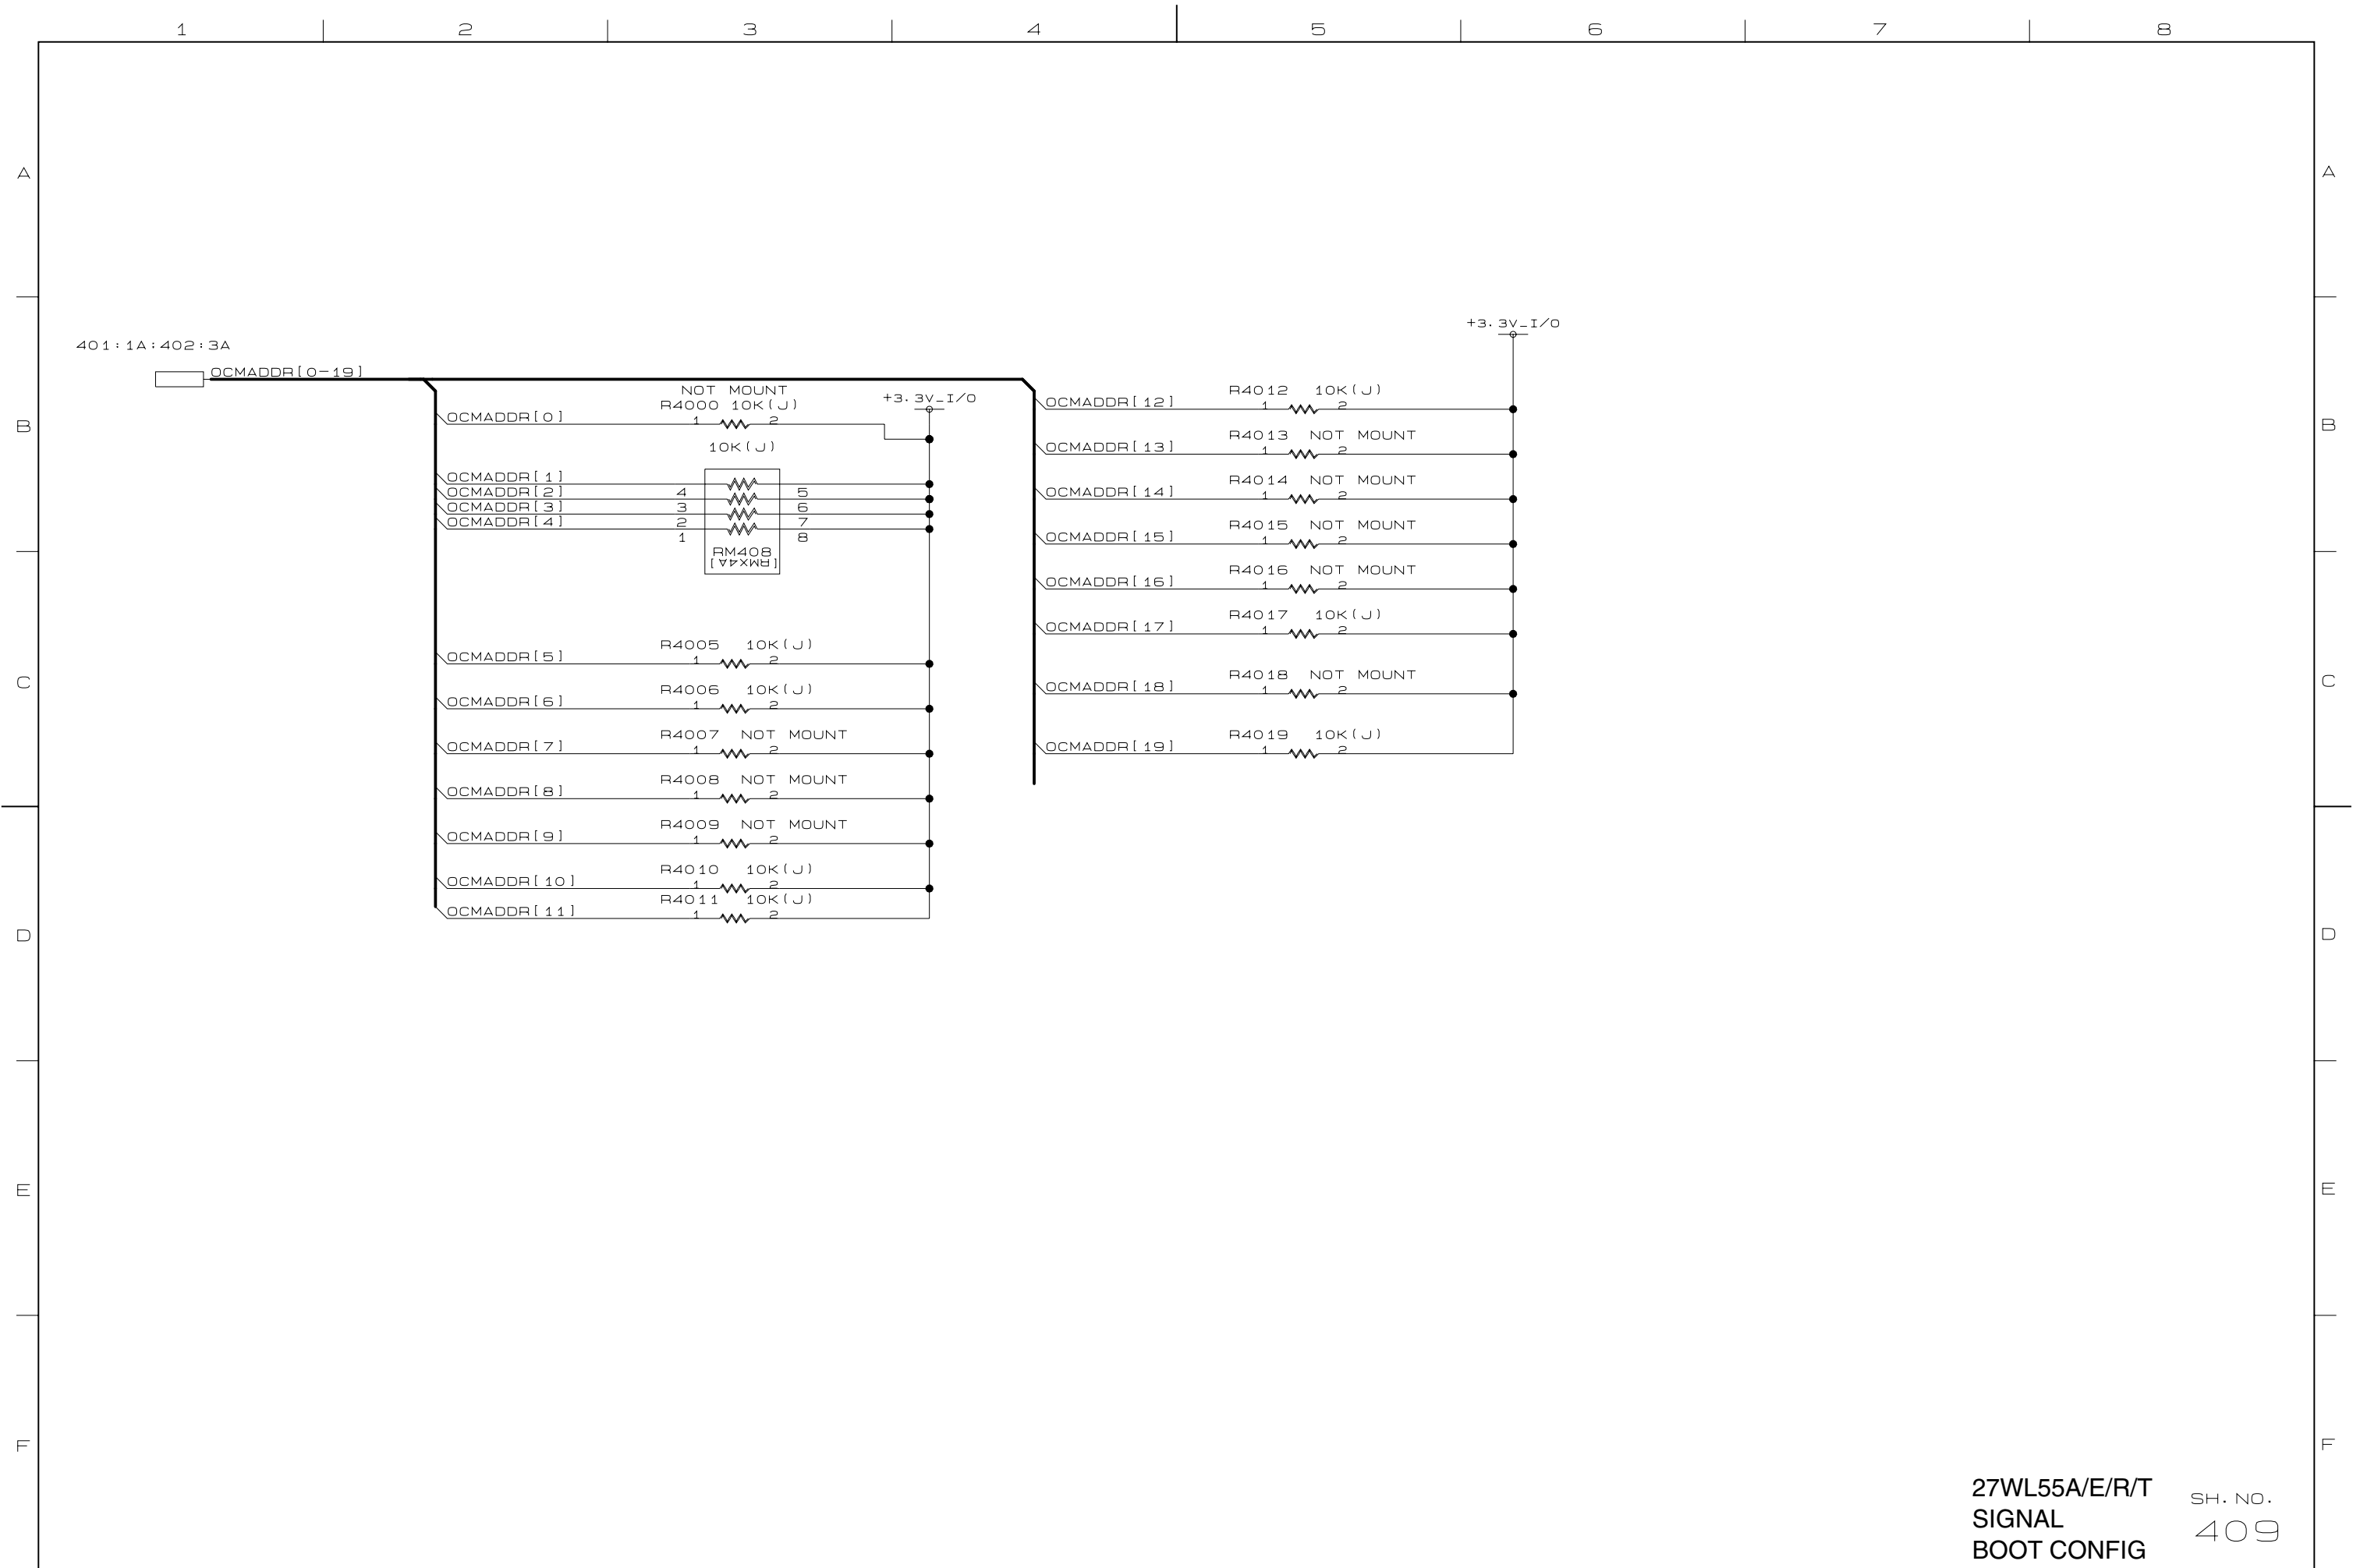 1 2 3 4 5 6 7 8
A A
401:1A:402:3A
OCMADDR[0-19]
B B
NOT MOUNT
R4000 10K(J)
OCMADDR[0]
1 2
+3.3V_I/O
10K(J)
OCMADDR[1]
OCMADDR[2]
4 5
OCMADDR[3]
3 6
OCMADDR[4]
2 7
1 8
RM408
[RMX4A]
R4005 10K(J)
OCMADDR[5]
1 2
C C
R4006 10K(J)
OCMADDR[6]
1 2
R4007 NOT MOUNT
OCMADDR[7]
1 2
R4008 NOT MOUNT
OCMADDR[8]
1 2
R4009 NOT MOUNT
OCMADDR[9]
1 2
R4010 10K(J)
OCMADDR[10]
1 2
R4011 10K(J)
OCMADDR[11]
1 2
+3.3V_I/O
R4012 10K(J)
OCMADDR[12]
1 2
R4013 NOT MOUNT
OCMADDR[13]
1 2
R4014 NOT MOUNT
OCMADDR[14]
1 2
R4015 NOT MOUNT
OCMADDR[15]
1 2
R4016 NOT MOUNT
OCMADDR[16]
1 2
R4017 10K(J)
OCMADDR[17]
1 2
R4018 NOT MOUNT
OCMADDR[18]
1 2
R4019 10K(J)
OCMADDR[19]
1 2
D D
E E
F F
27WL55A/E/R/T
SIGNAL
BOOT CONFIG
SH.NO.
409